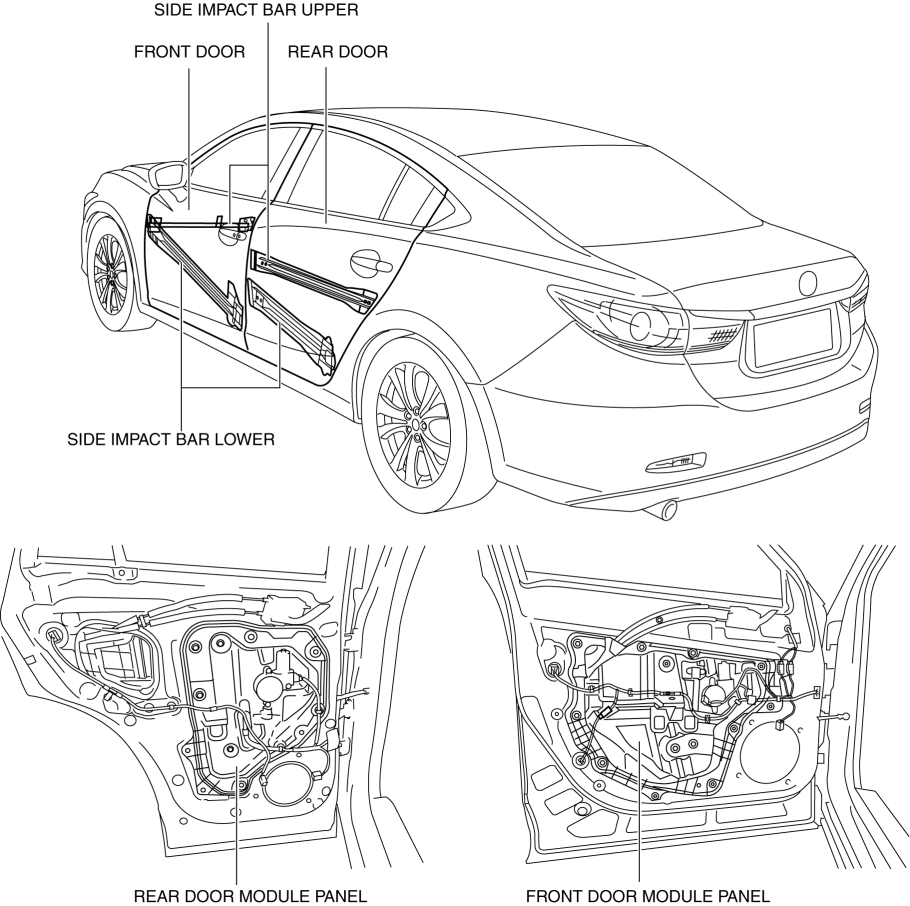 SIDE IMPACT BAR UPPER
FRONT DOOR
REAR DOOR
SIDE IMPACT BAR LOWER
REAR DOOR MODULE PANEL
FRONT DOOR MODULE PANEL